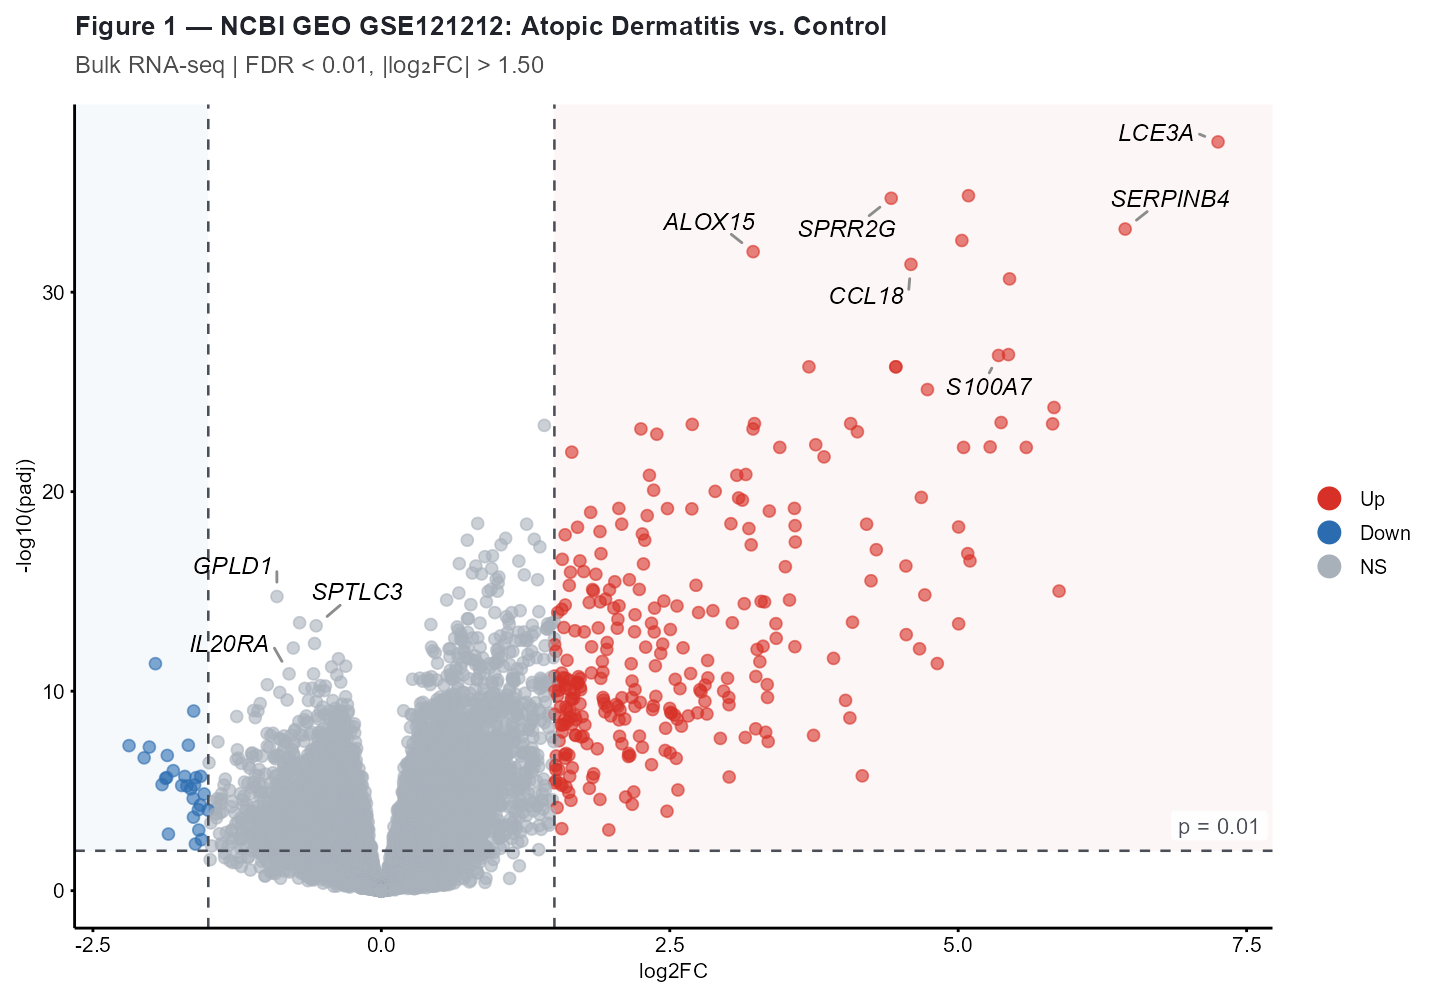 Figure 1 — NCBI GEO GSE121212: Atopic Dermatitis vs. Control
Bulk RNA-seq | FDR < 0.01, |log₂FC| > 1.50
LCE3A
SERPINB4
ALOX15
SPRR2G
CCL18
S100A7
GPLD1
SPTLC3
IL20RA
p = 0.01
-log10(padj)
30
20
10
0
-2.5
0.0
2.5
5.0
7.5
log2FC
Up
Down
NS